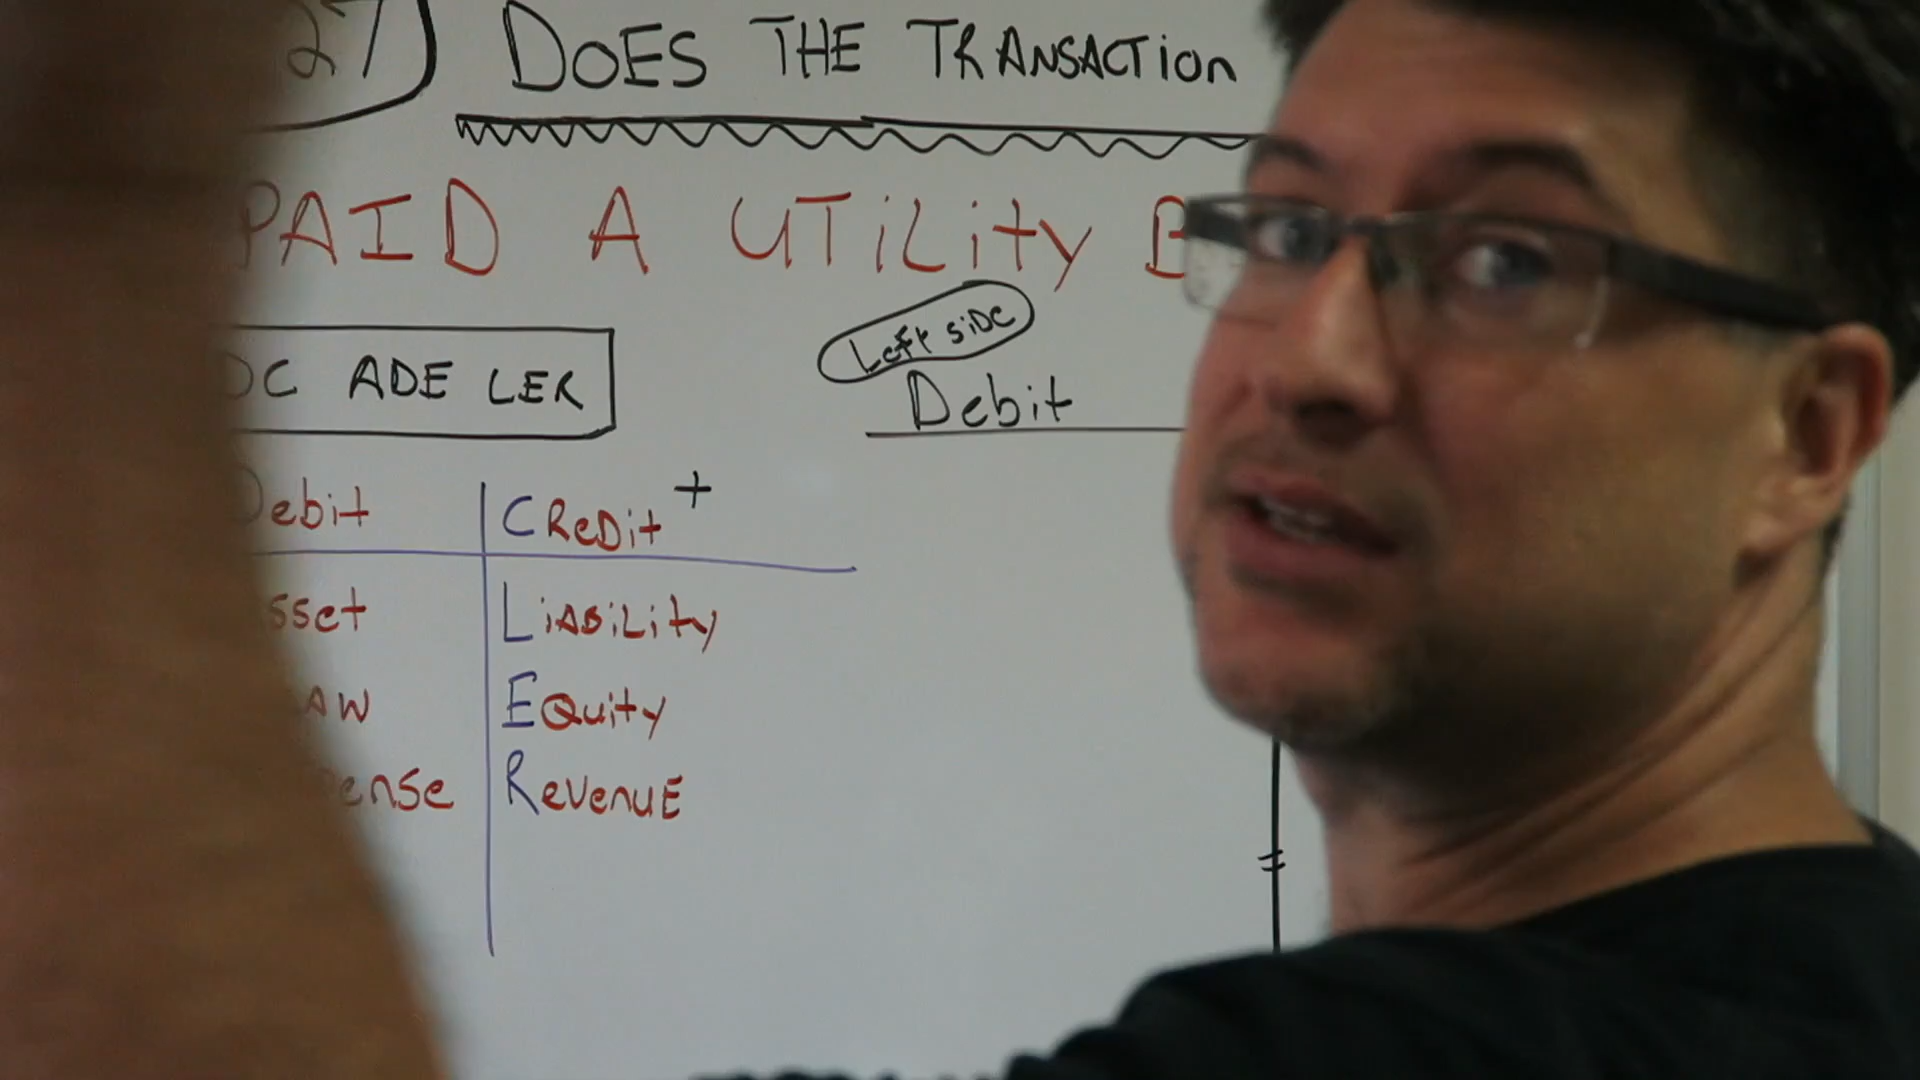 27) DOES THE TRANSACTION
PAID A UTILITY B
Left side
DC ADE LER
Debit
Debit CREDit +
sset LiABiLity
AW EQuity
ense REVENUE